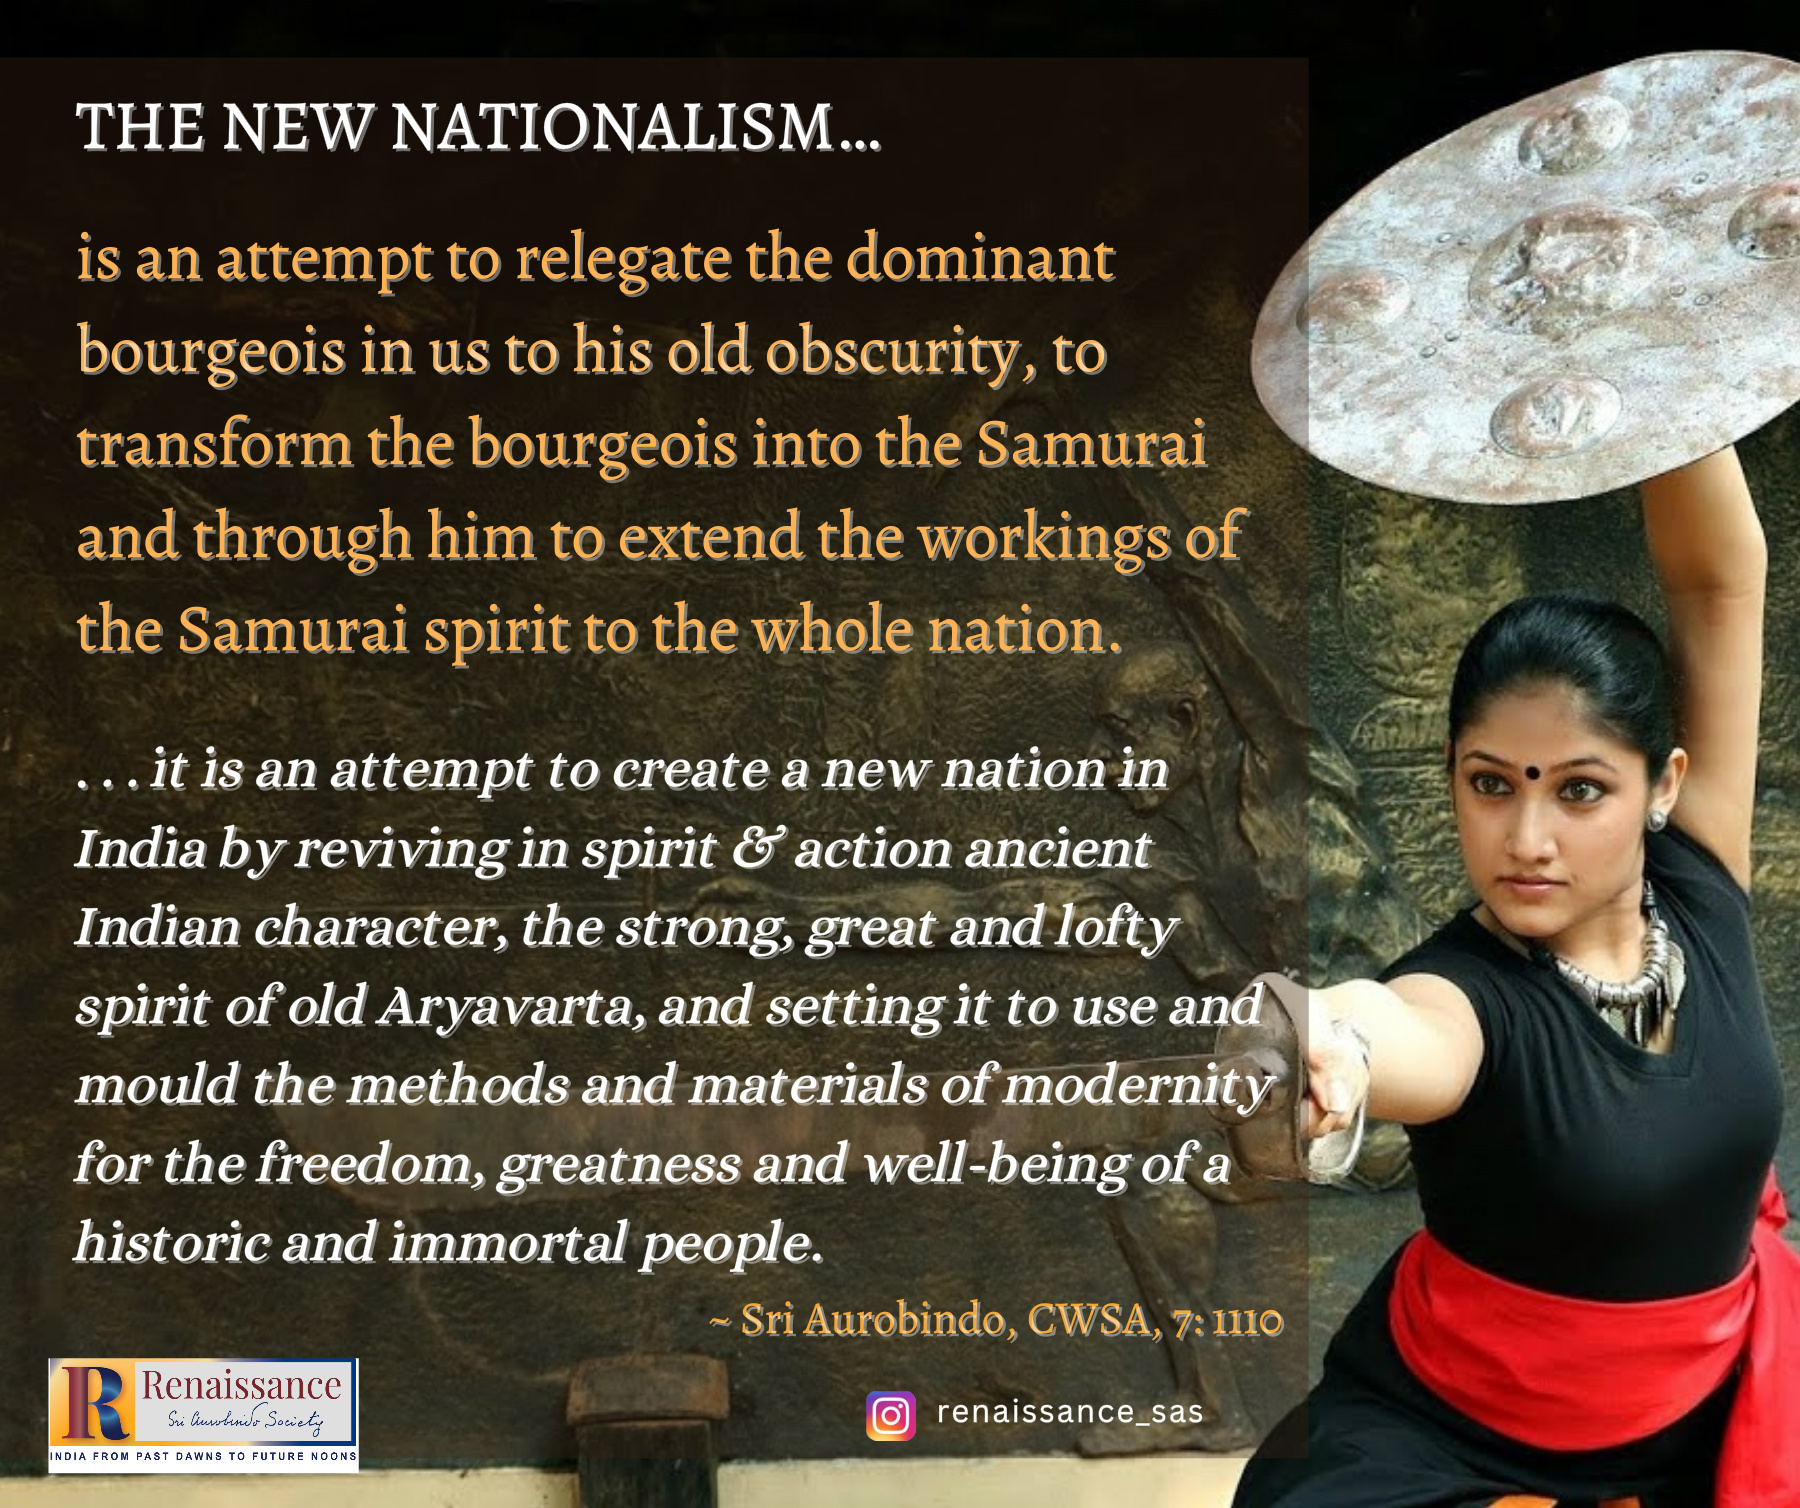 THE NEW NATIONALISM...
is an attempt to relegate the dominant
bourgeois in us to his old obscurity, to
transform the bourgeois into the Samurai
and through him to extend the workings of
the Samurai spirit to the whole nation.
. . . it is an attempt to create a new nation in
India by reviving in spirit & action ancient
Indian character, the strong, great and lofty
spirit of old Aryavarta, and setting it to use and
mould the methods and materials of modernity
for the freedom, greatness and well-being of a
historic and immortal people.
~ Sri Aurobindo, CWSA, 7: 1110
R Renaissance
Sri Aurobindo Society
INDIA FROM PAST DAWNS TO FUTURE NOONS
renaissance_sas